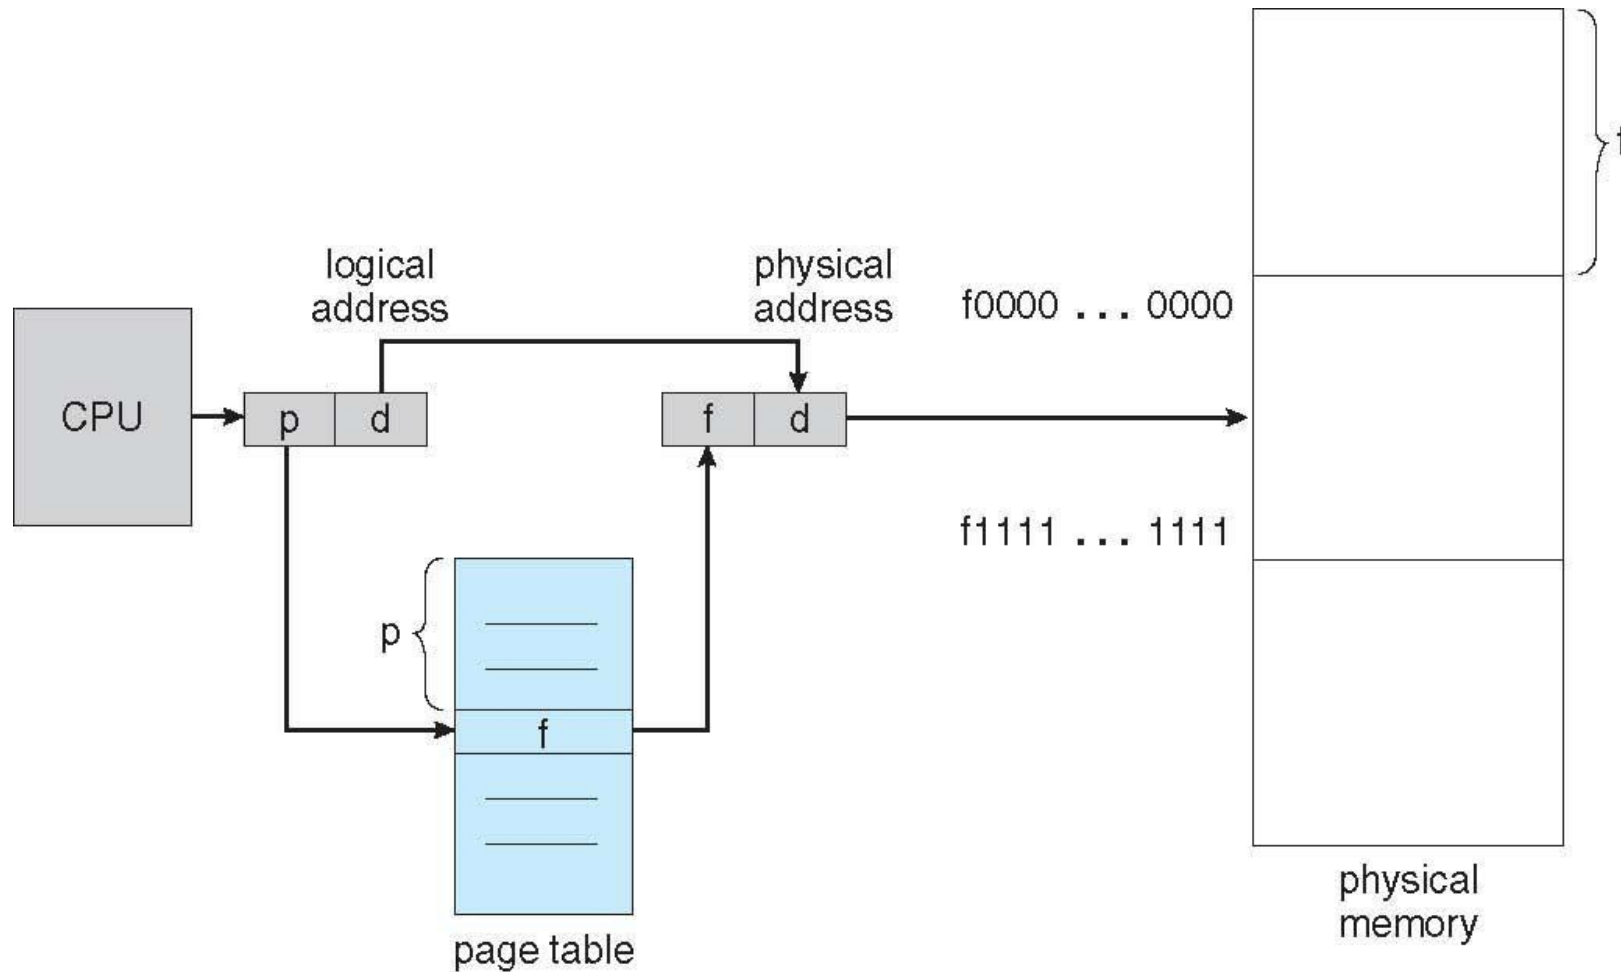 logical
address
physical
address
f0000 ... 0000
CPU
p
d
f
d
f1111 ... 1111
p
f
page table
physical
memory